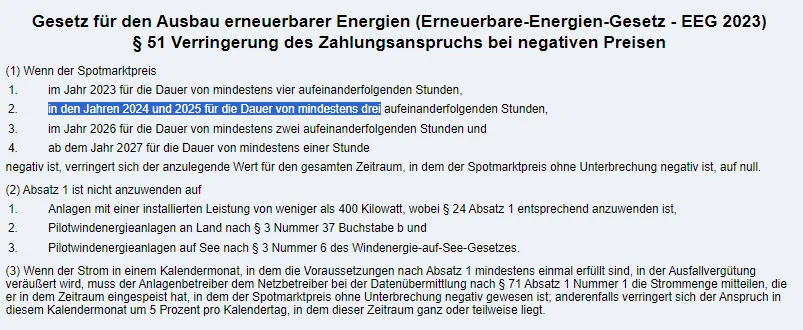 Gesetz für den Ausbau erneuerbarer Energien (Erneuerbare-Energien-Gesetz - EEG 2023)
§ 51 Verringerung des Zahlungsanspruchs bei negativen Preisen
(1) Wenn der Spotmarktpreis
1. im Jahr 2023 für die Dauer von mindestens vier aufeinanderfolgenden Stunden,
2. in den Jahren 2024 und 2025 für die Dauer von mindestens drei aufeinanderfolgenden Stunden,
3. im Jahr 2026 für die Dauer von mindestens zwei aufeinanderfolgenden Stunden und
4. ab dem Jahr 2027 für die Dauer von mindestens einer Stunde
negativ ist, verringert sich der anzulegende Wert für den gesamten Zeitraum, in dem der Spotmarktpreis ohne Unterbrechung negativ ist, auf null.
(2) Absatz 1 ist nicht anzuwenden auf
1. Anlagen mit einer installierten Leistung von weniger als 400 Kilowatt, wobei § 24 Absatz 1 entsprechend anzuwenden ist,
2. Pilotwindenergieanlagen an Land nach § 3 Nummer 37 Buchstabe b und
3. Pilotwindenergieanlagen auf See nach § 3 Nummer 6 des Windenergie-auf-See-Gesetzes.
(3) Wenn der Strom in einem Kalendermonat, in dem die Voraussetzungen nach Absatz 1 mindestens einmal erfüllt sind, in der Ausfallvergütung
veräußert wird, muss der Anlagenbetreiber dem Netzbetreiber bei der Datenübermittlung nach § 71 Absatz 1 Nummer 1 die Strommenge mitteilen, die
er in dem Zeitraum eingespeist hat, in dem der Spotmarktpreis ohne Unterbrechung negativ gewesen ist; anderenfalls verringert sich der Anspruch in
diesem Kalendermonat um 5 Prozent pro Kalendertag, in dem dieser Zeitraum ganz oder teilweise liegt.